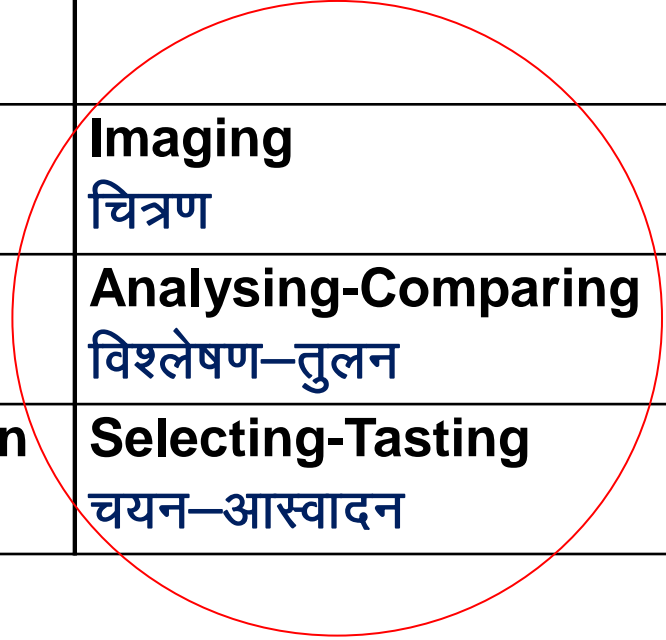 Imaging
चित्रण
Analysing-Comparing
विश्लेषण–तुलन
n Selecting-Tasting
चयन–आस्वादन